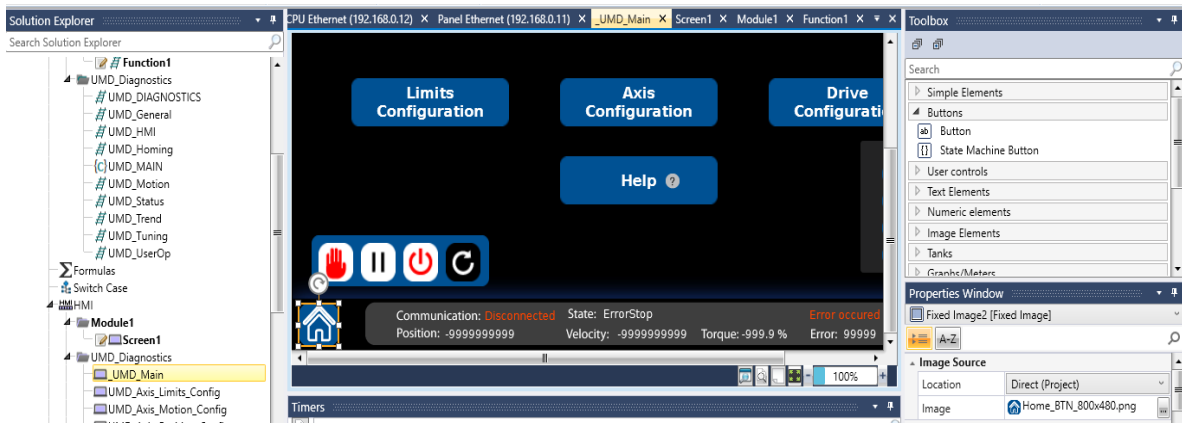 Solution Explorer
Search Solution Explorer
Function1
UMD_Diagnostics
UMD_DIAGNOSTICS
UMD_General
UMD_HMI
UMD_Homing
{C}UMD_MAIN
UMD_Motion
UMD_Status
UMD_Trend
UMD_Tuning
UMD_UserOp
Formulas
Switch Case
HMI
Module1
Screen1
UMD_Diagnostics
_UMD_Main
UMD_Axis_Limits_Config
UMD_Axis_Motion_Config
CPU Ethernet (192.168.0.12) Panel Ethernet (192.168.0.11) _UMD_Main Screen1 Module1 Function1
Limits
Configuration
Axis
Configuration
Drive
Configurati
Help ?
Communication: Disconnected State: ErrorStop Error occured
Position: -9999999999 Velocity: -9999999999 Torque: -999.9 % Error: 99999
100%
Timers
Toolbox
Search
Simple Elements
Buttons
ab Button
{} State Machine Button
User controls
Text Elements
Numeric elements
Image Elements
Tanks
Graphs/Meters
Properties Window
Fixed Image2 [Fixed Image]
A-Z
Image Source
Location Direct (Project)
Image Home_BTN_800x480.png ...